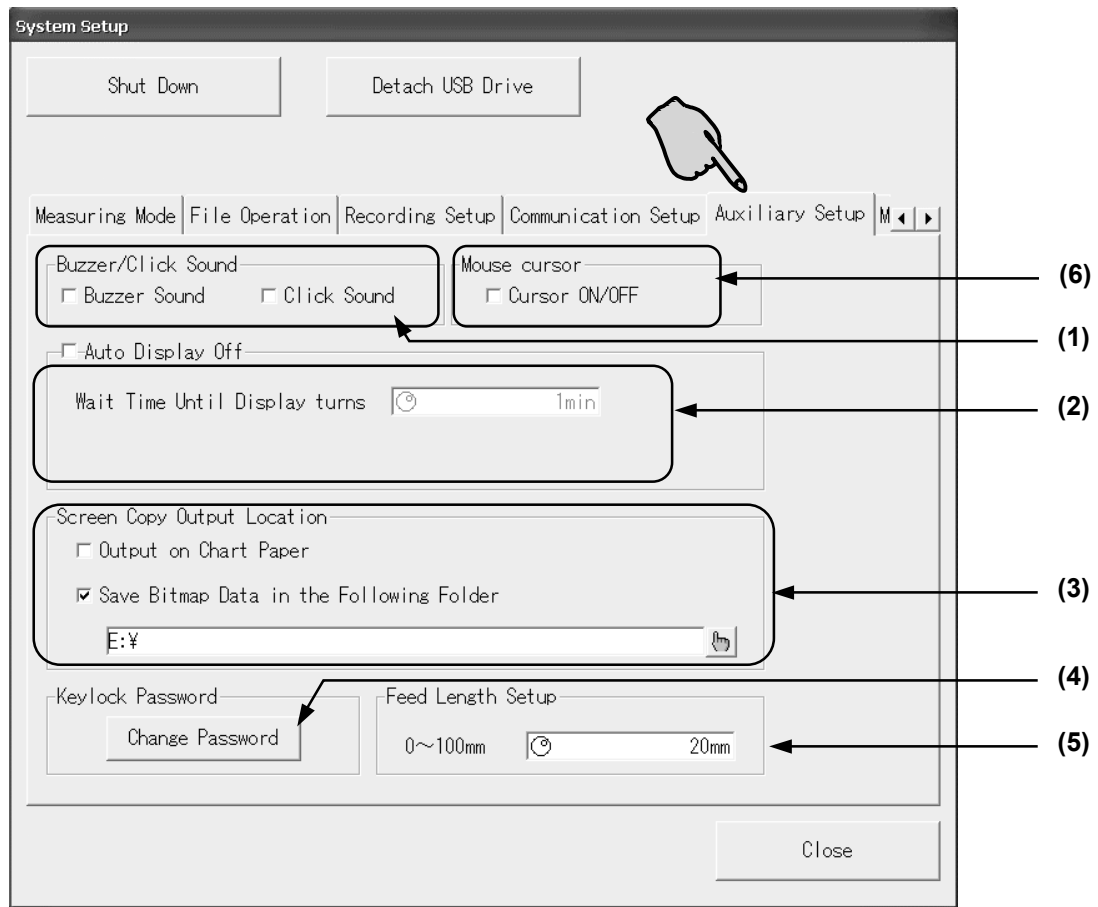 System Setup
Shut Down
Detach USB Drive
Measuring Mode File Operation Recording Setup Communication Setup Auxiliary Setup M
Buzzer/Click Sound Mouse cursor
Buzzer Sound Click Sound Cursor ON/OFF
(6)
(1)
Auto Display Off
Wait Time Until Display turns 1min
(2)
Screen Copy Output Location
Output on Chart Paper
Save Bitmap Data in the Following Folder
(3)
E:¥
(4)
Keylock Password Feed Length Setup
Change Password 0～100mm 20mm
(5)
Close